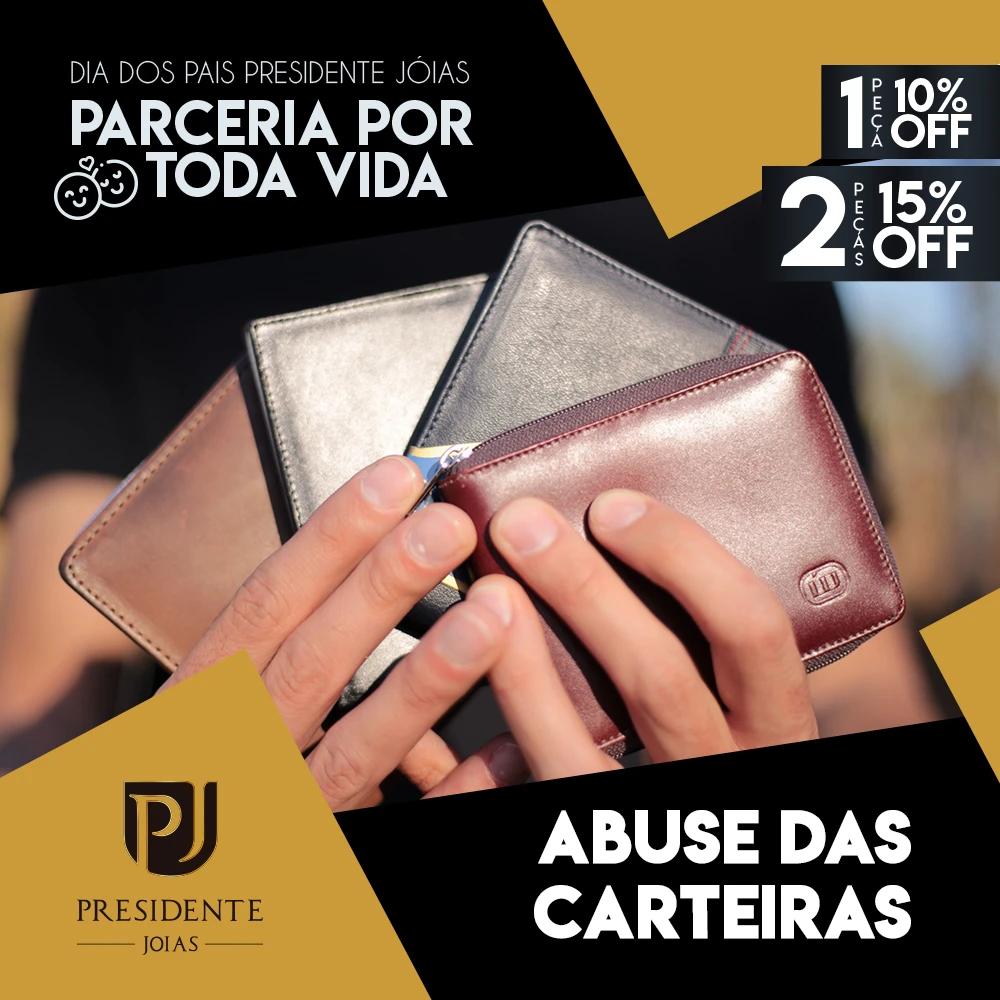 DIA DOS PAIS PRESIDENTE JÓIAS
PARCERIA POR
TODA VIDA
1 PEÇA 10% OFF
2 PEÇAS 15% OFF
ABUSE DAS
CARTEIRAS
PJ
PRESIDENTE
JOIAS